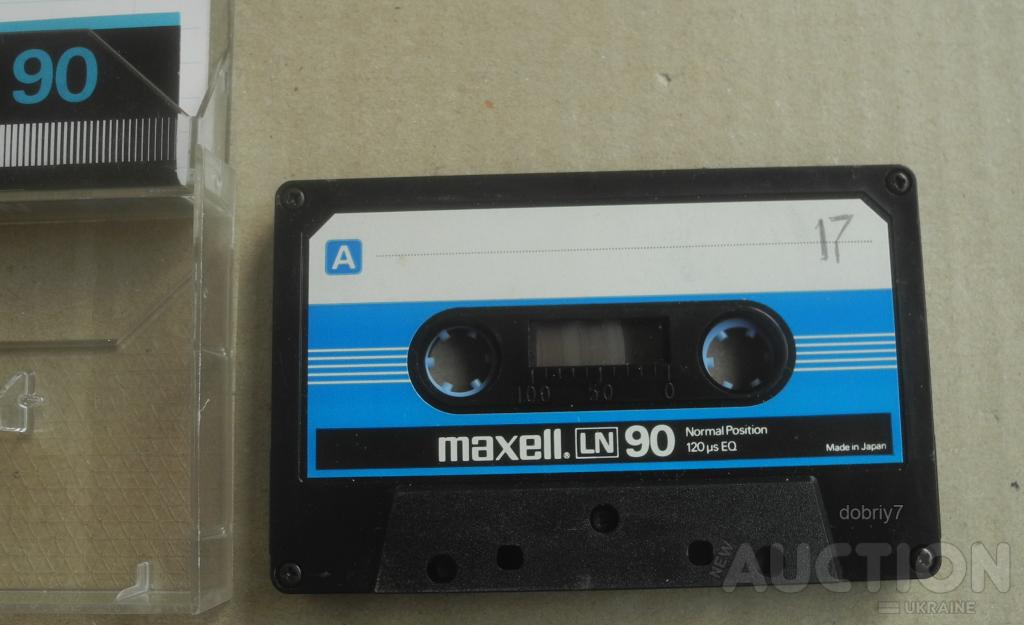 90
A
17
100 50 0
maxell. LN 90
Normal Position
120 µs EQ
Made in Japan
dobriy7
NEW AUCTION
UKRAINE